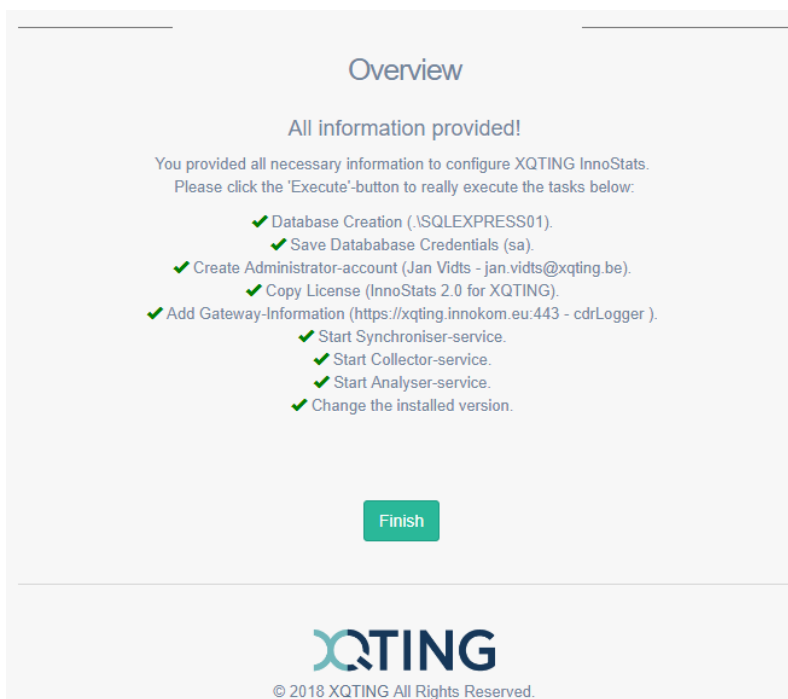 Overview
All information provided!
You provided all necessary information to configure XQTING InnoStats.
Please click the 'Execute'-button to really execute the tasks below:
Database Creation (.\SQLEXPRESS01).
Save Datababase Credentials (sa).
Create Administrator-account (Jan Vidts - jan.vidts@xqting.be).
Copy License (InnoStats 2.0 for XQTING).
Add Gateway-Information (https://xqting.innokom.eu:443 - cdrLogger ).
Start Synchroniser-service.
Start Collector-service.
Start Analyser-service.
Change the installed version.
Finish
XQTING
© 2018 XQTING All Rights Reserved.